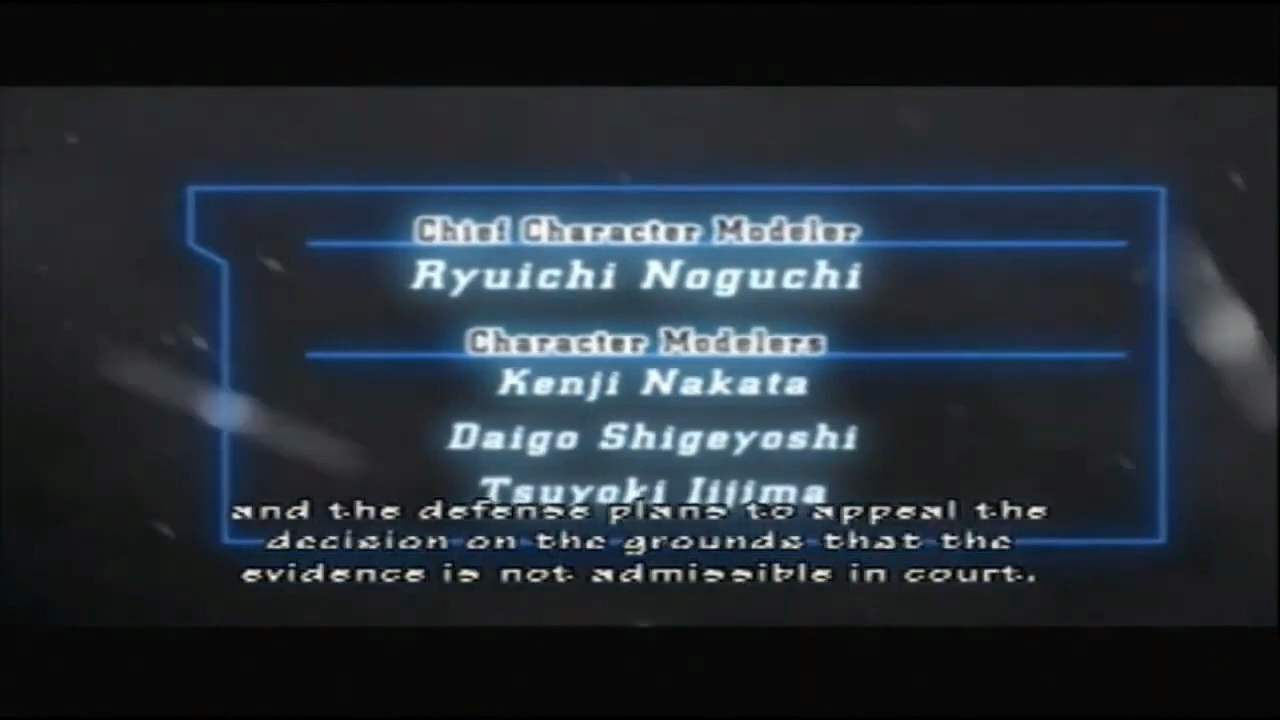 Chief Character Modeler
Ryuichi Noguchi
Character Modelers
Kenji Nakata
Daigo Shigeyoshi
Tsuyoki Iijima
and the defense plans to appeal the
decision on the grounds that the
evidence is not admissible in court.